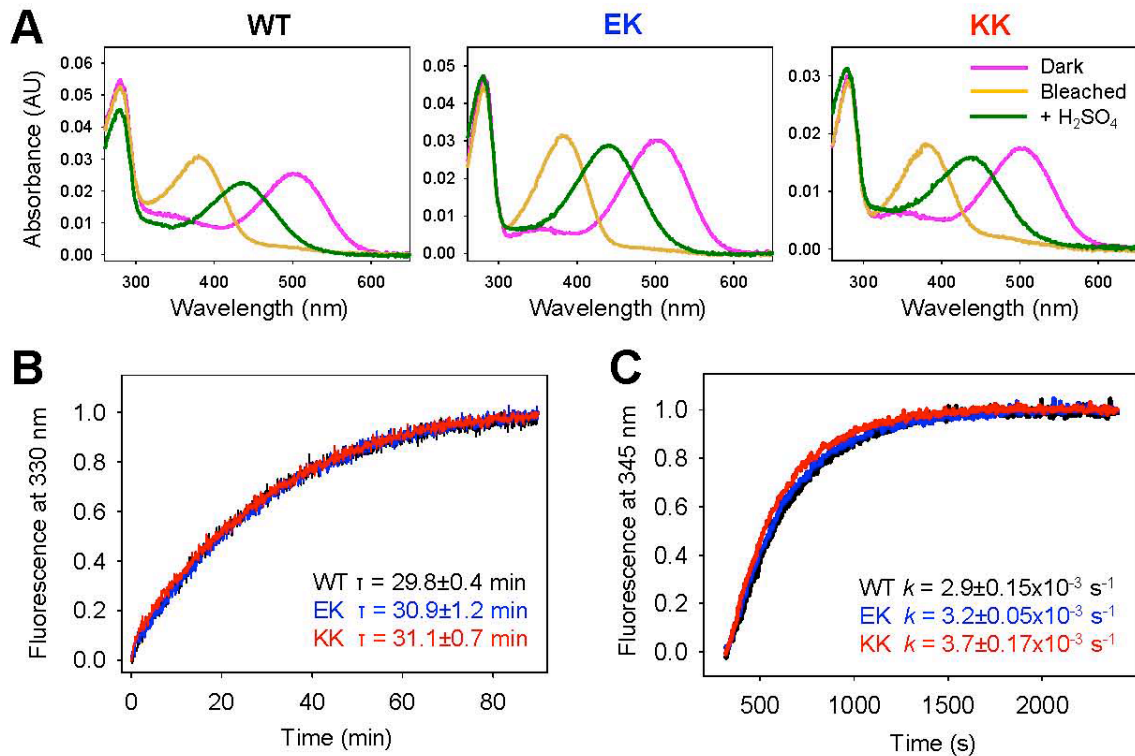 A
WT
EK
KK
Absorbance (AU)
0.06
0.05
0.04
0.03
0.02
0.01
0.00
300 400 500 600
Wavelength (nm)
0.05
0.04
0.03
0.02
0.01
0.00
300 400 500 600
Wavelength (nm)
0.03
0.02
0.01
0.00
300 400 500 600
Wavelength (nm)
Dark
Bleached
+ H₂SO₄
B
Fluorescence at 330 nm
1.0
0.8
0.6
0.4
0.2
0.0
0 20 40 60 80
Time (min)
WT τ = 29.8±0.4 min
EK τ = 30.9±1.2 min
KK τ = 31.1±0.7 min
C
Fluorescence at 345 nm
1.0
0.8
0.6
0.4
0.2
0.0
500 1000 1500 2000
Time (s)
WT k = 2.9±0.15x10⁻³ s⁻¹
EK k = 3.2±0.05x10⁻³ s⁻¹
KK k = 3.7±0.17x10⁻³ s⁻¹